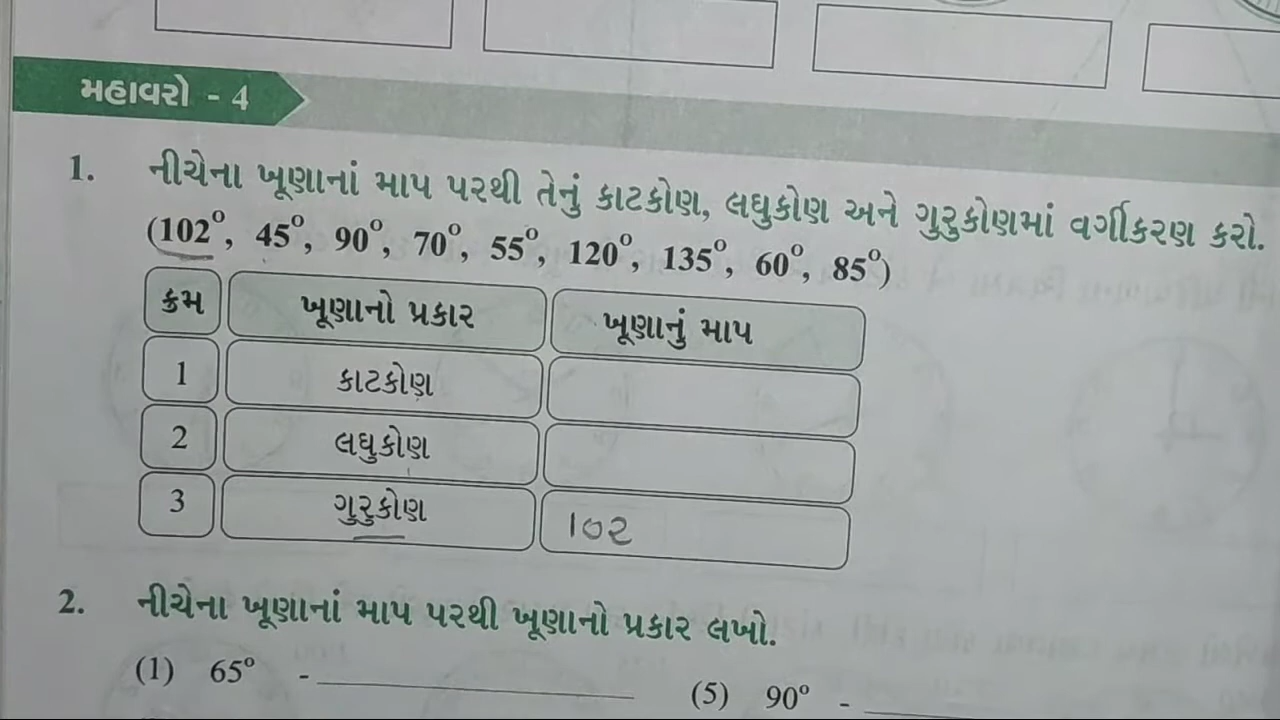 મહાવરો - 4
1. નીચેના ખૂણાનાં માપ પરથી તેનું કાટકોણ, લઘુકોણ અને ગુરુકોણમાં વર્ગીકરણ કરો.
(102°, 45°, 90°, 70°, 55°, 120°, 135°, 60°, 85°)
ક્રમ ખૂણાનો પ્રકાર ખૂણાનું માપ
1 કાટકોણ
2 લઘુકોણ
3 ગુરુકોણ ૧૦૨
2. નીચેના ખૂણાનાં માપ પરથી ખૂણાનો પ્રકાર લખો.
(1) 65° - (5) 90° -